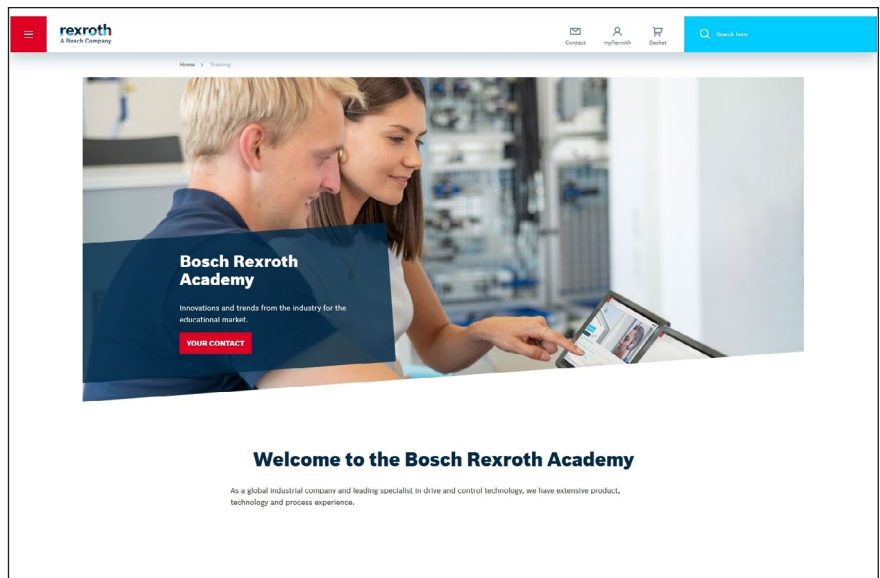 rexroth
A Bosch Company
Contact
myRexroth
Basket
Search here
Home > Training
Bosch Rexroth
Academy
Innovations and trends from the industry for the
educational market.
YOUR CONTACT
Welcome to the Bosch Rexroth Academy
As a global industrial company and leading specialist in drive and control technology, we have extensive product,
technology and process experience.